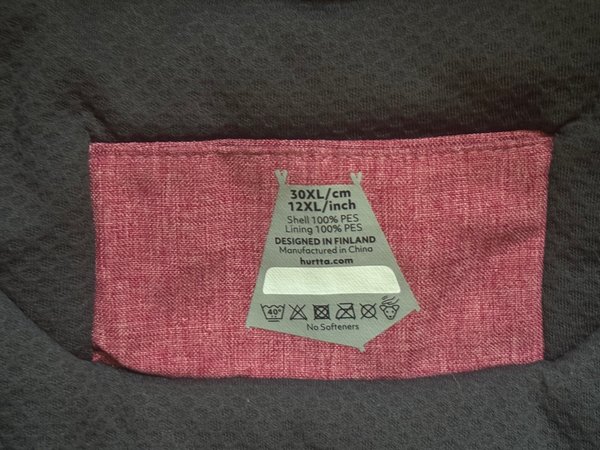 30XL/cm
12XL/inch
Shell 100% PES
Lining 100% PES
DESIGNED IN FINLAND
Manufactured in China
hurtta.com
40°
No Softeners